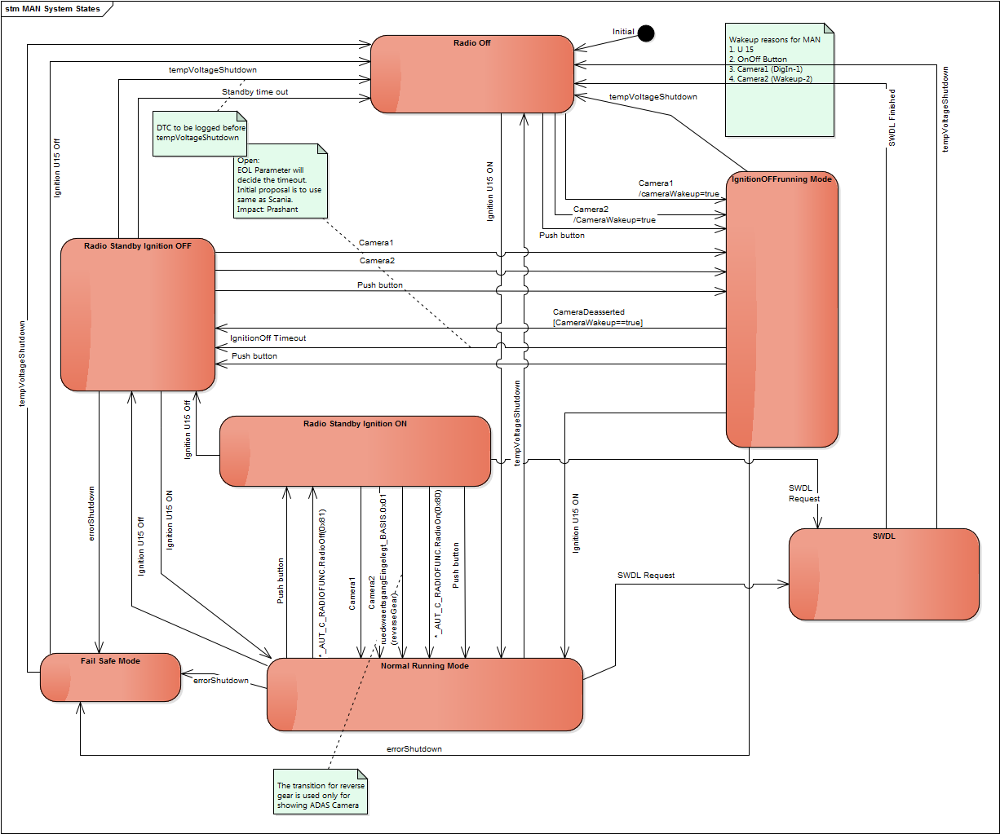 stm MAN System States
Initial
Radio Off
Wakeup reasons for MAN
1. U 15
2. OnOff Button
3. Camera1 (DigIn-1)
4. Camera2 (Wakeup-2)
tempVoltageShutdown
Standby time out
tempVoltageShutdown
SWDL Finished
tempVoltageShutdown
DTC to be logged before
tempVoltageShutdown
Open:
EOL Parameter will
decide the timeout.
Initial proposal is to use
same as Scania.
Impact: Prashant
Ignition U15 Off
Ignition U15 ON
IgnitionOFFrunning Mode
Camera1
/cameraWakeup=true
Camera2
/CameraWakeup=true
Push button
Radio Standby Ignition OFF
Camera1
Camera2
Push button
CameraDeasserted
[CameraWakeup==true]
IgnitionOff Timeout
Push button
tempVoltageShutdown
Ignition U15 Off
Radio Standby Ignition ON
tempVoltageShutdown
errorShutdown
Ignition U15 Off
Ignition U15 ON
Push button
*_AUT_C_RADIOFUNC.RadioOff(0x81)
Camera1
Camera2
rueckwaertsgangEingelegt_BASIS.0x01
(reverseGear)
*_AUT_C_RADIOFUNC.RadioOn(0x80)
Push button
Ignition U15 ON
SWDL
Request
SWDL
SWDL Request
Fail Safe Mode
errorShutdown
Normal Running Mode
errorShutdown
The transition for reverse
gear is used only for
showing ADAS Camera